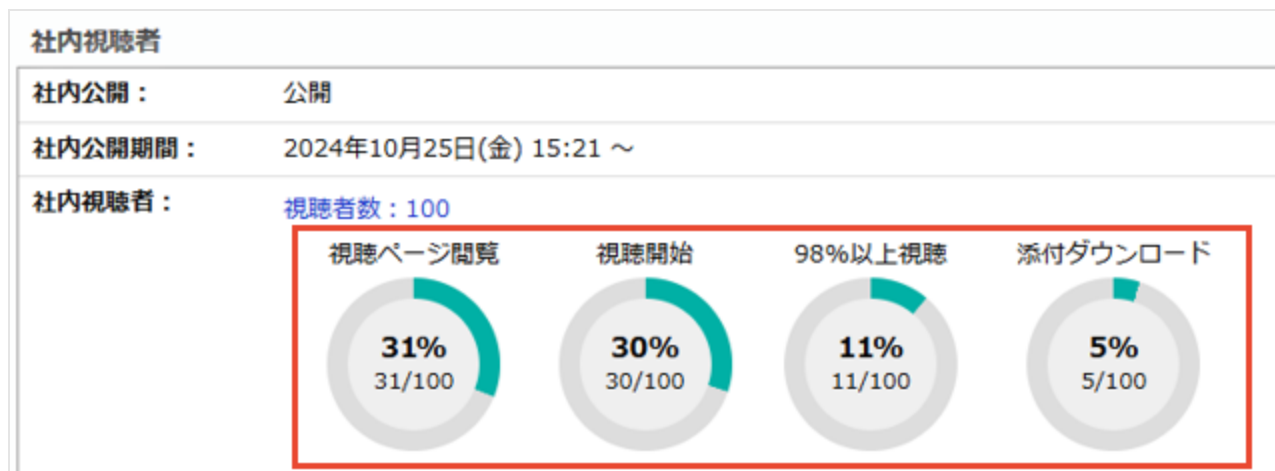 社内視聴者
社内公開： 公開
社内公開期間： 2024年10月25日(金) 15:21 ～
社内視聴者： 視聴者数：100
視聴ページ閲覧 視聴開始 98%以上視聴 添付ダウンロード
31% 30% 11% 5%
31/100 30/100 11/100 5/100